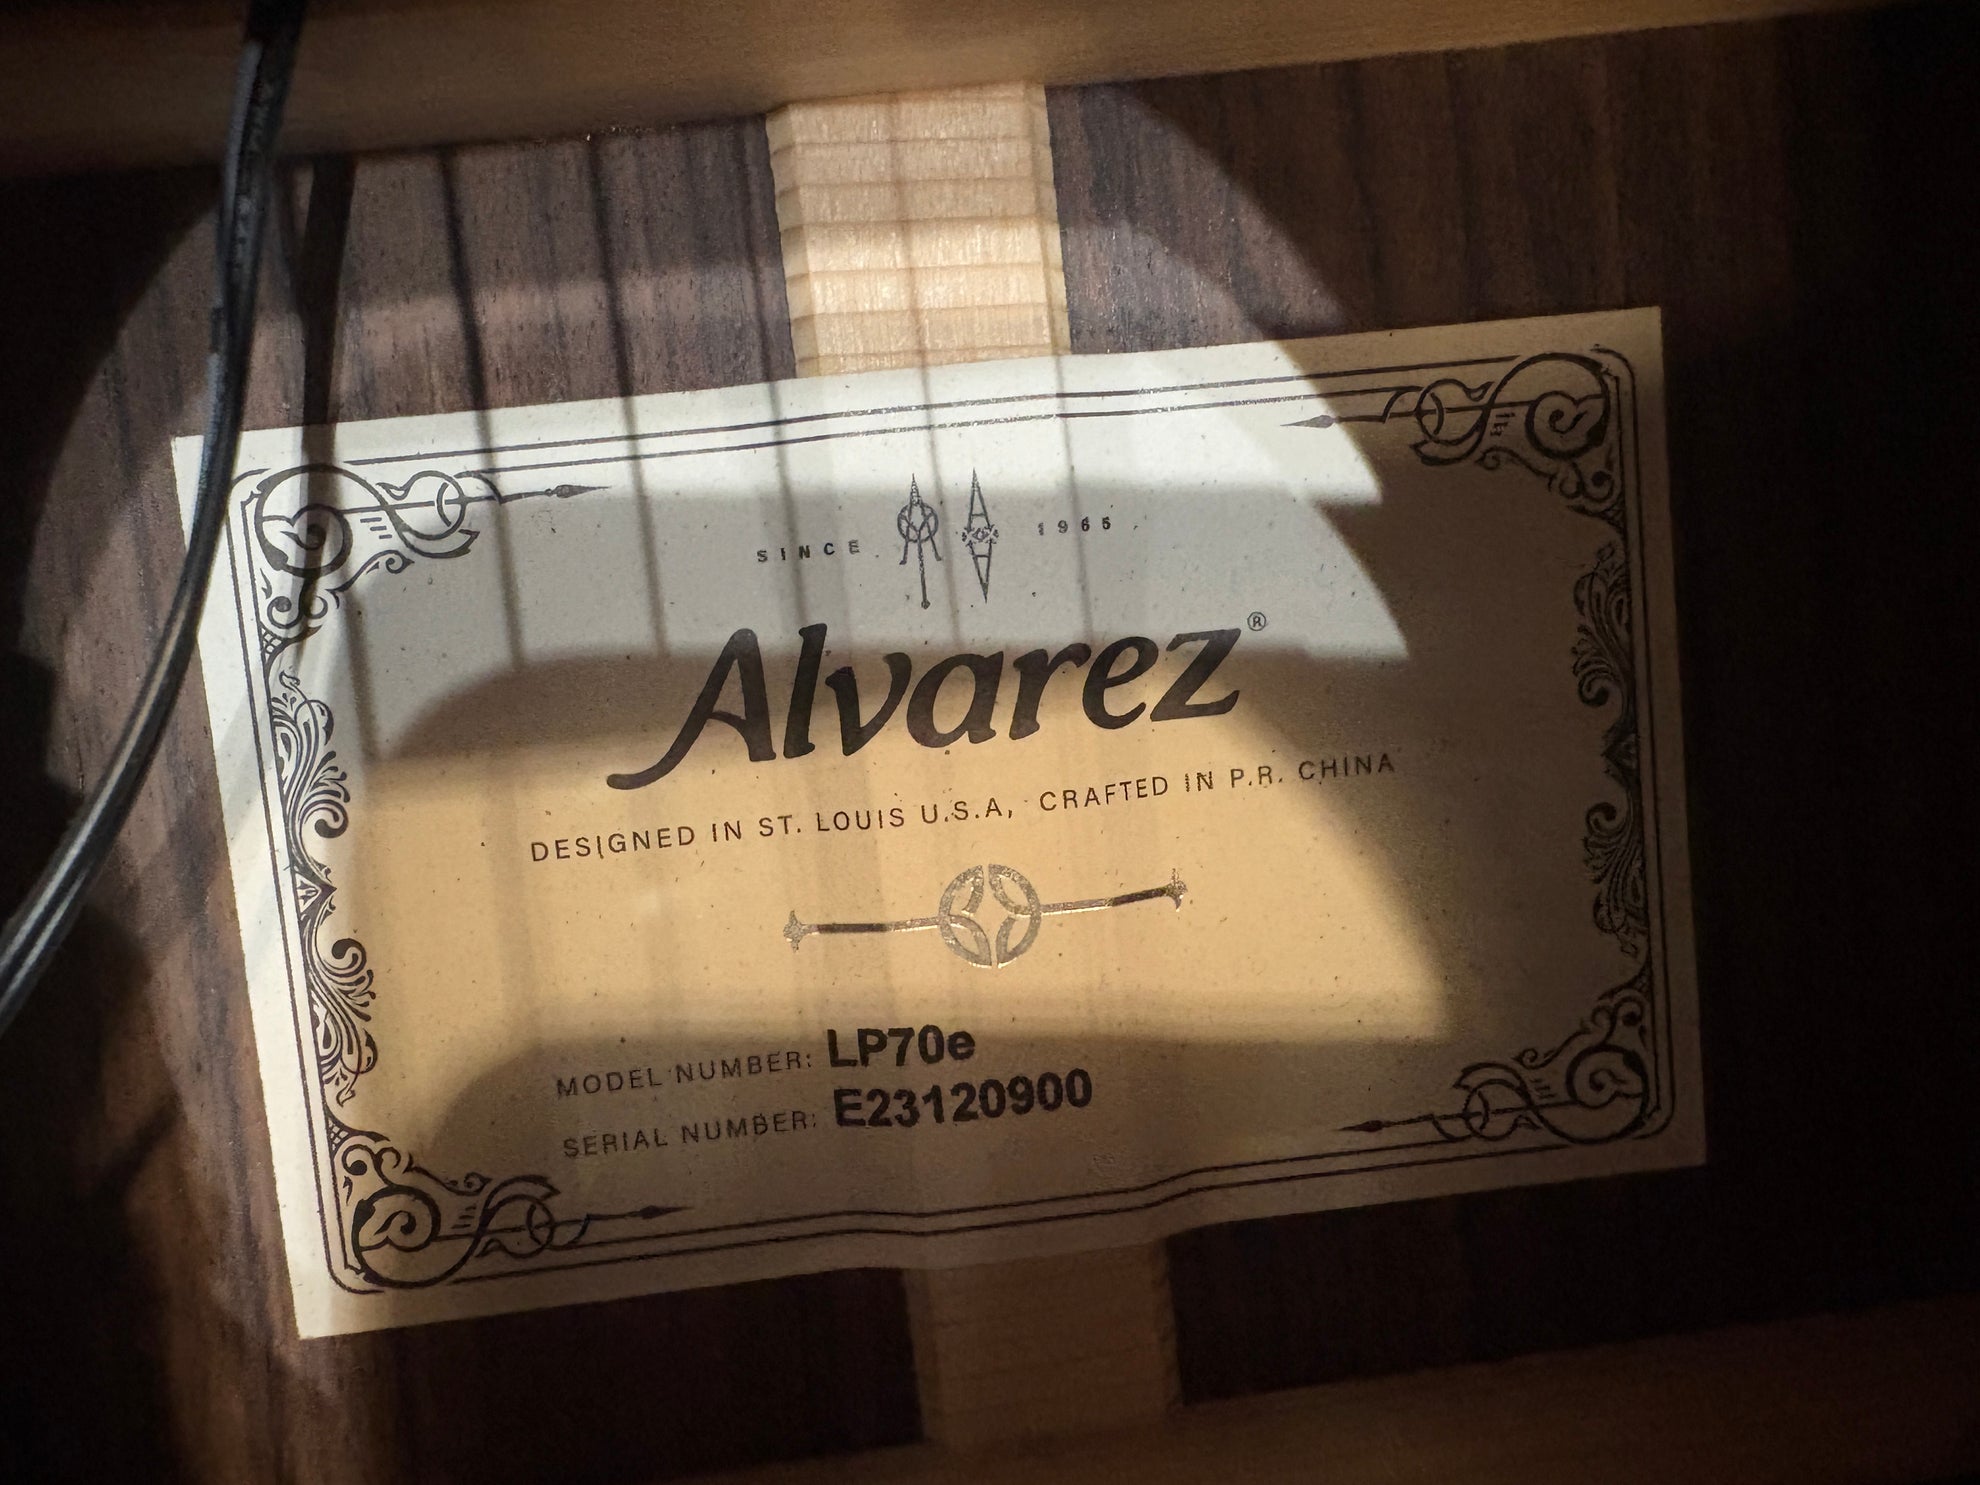 SINCE 1965
Alvarez®
DESIGNED IN ST. LOUIS U.S.A, CRAFTED IN P.R. CHINA
MODEL NUMBER: LP70e
SERIAL NUMBER: E23120900